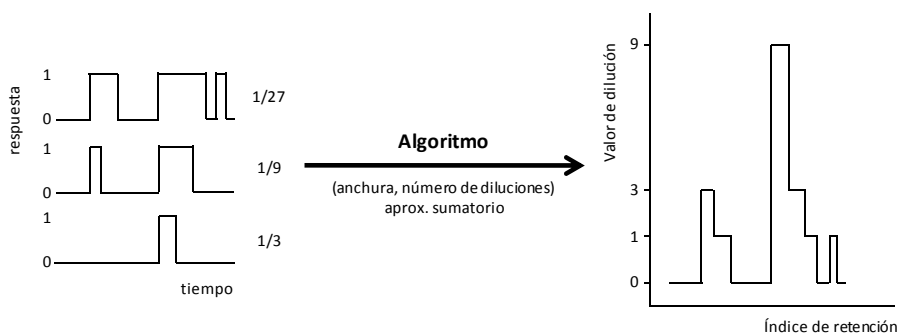 respuesta
1
0
1/27
1
0
1/9
1
0
1/3
tiempo
Algoritmo
(anchura, número de diluciones)
aprox. sumatorio
Valor de dilución
9
3
1
0
Índice de retención